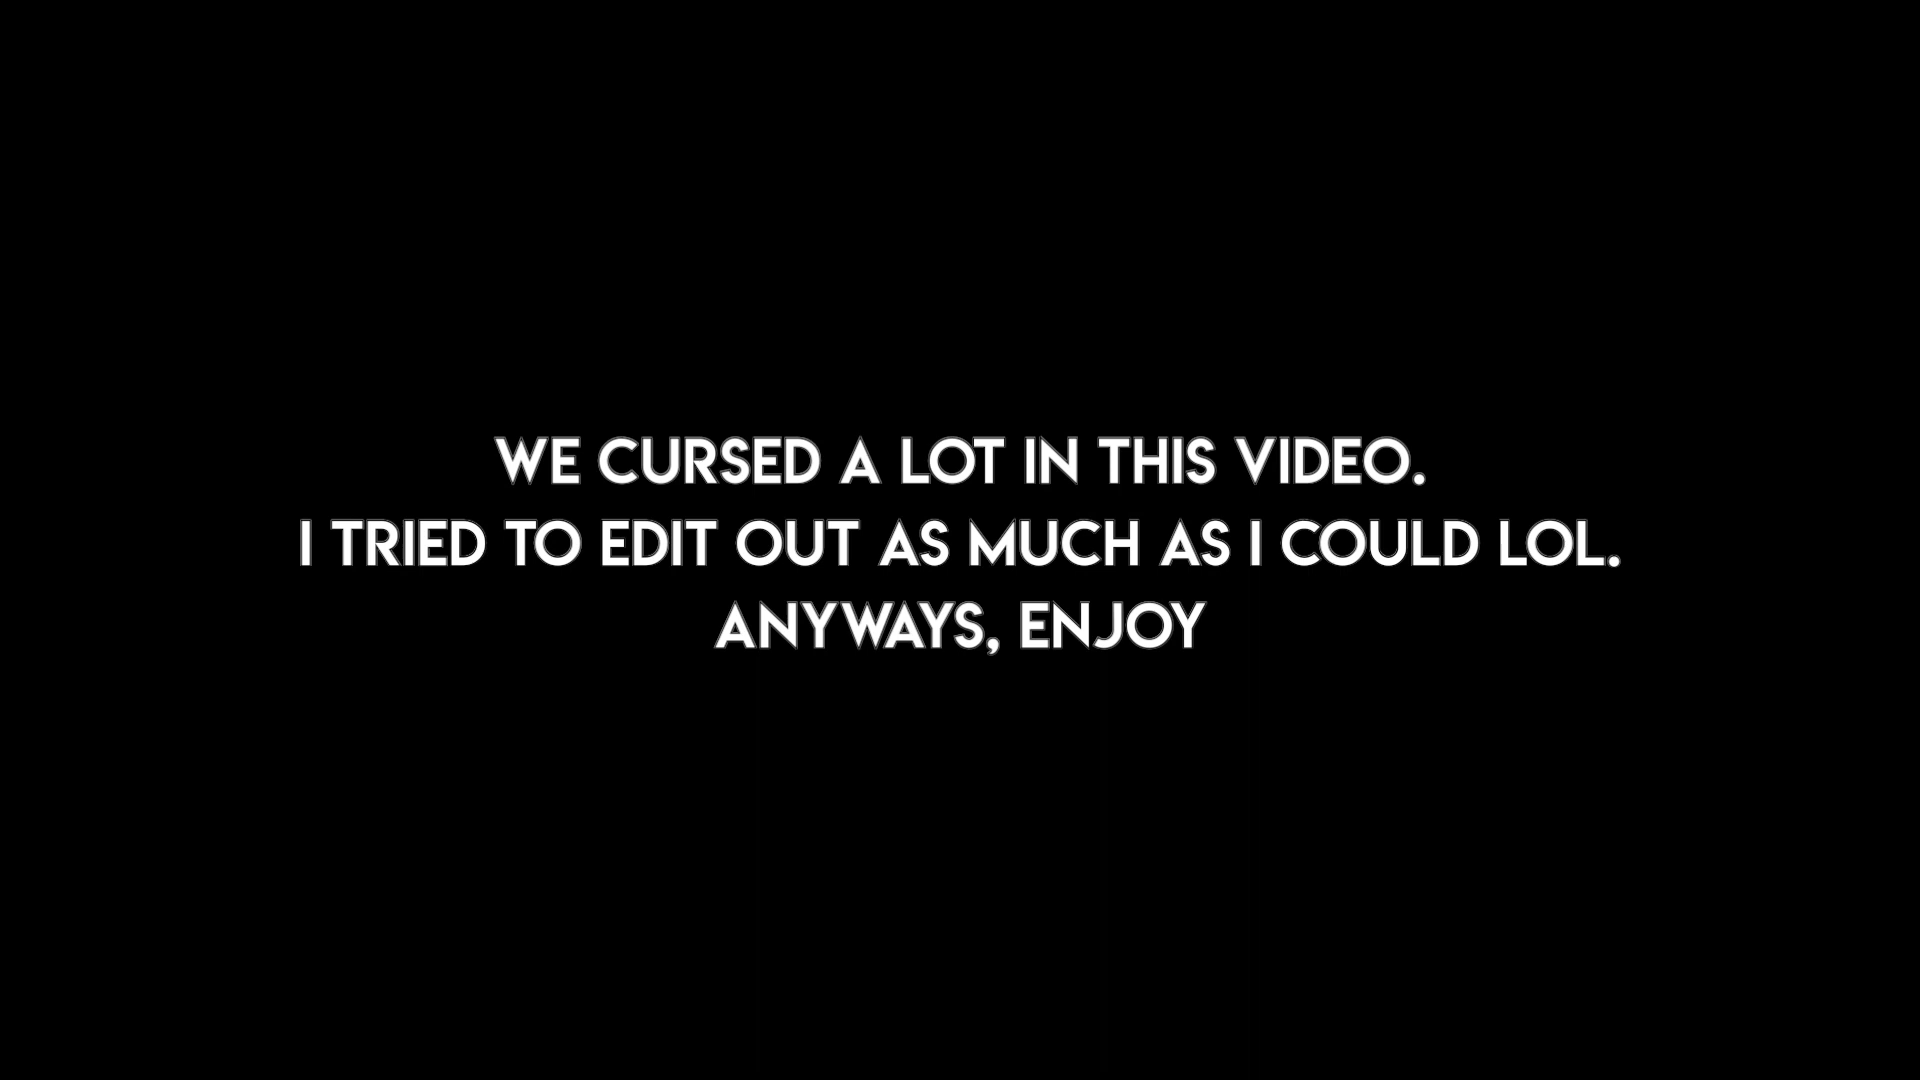 WE CURSED A LOT IN THIS VIDEO.
I TRIED TO EDIT OUT AS MUCH AS I COULD LOL.
ANYWAYS, ENJOY